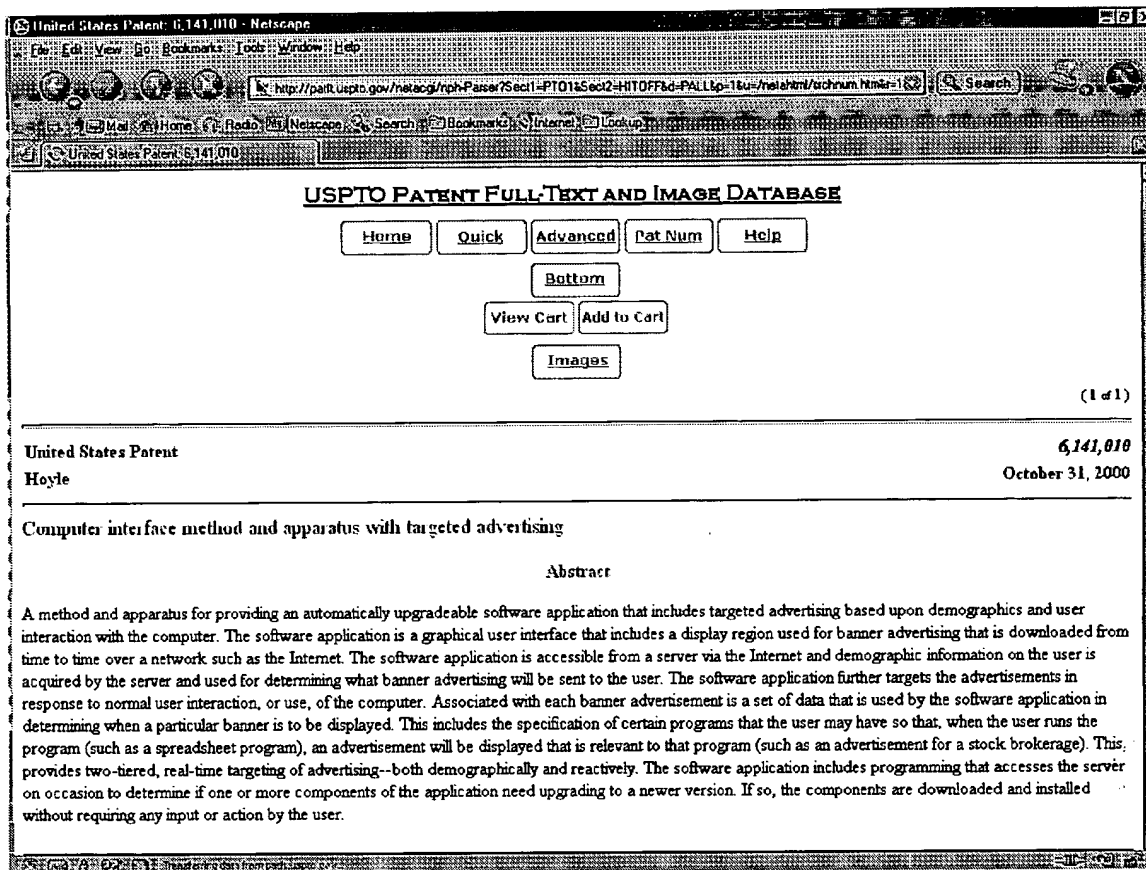 United States Patent: 6,141,010 - Netscape
File Edit View Go Bookmarks Tools Window Help
http://patft.uspto.gov/netacgi/nph-Parser?Sect1=PTO1&Sect2=HITOFF&d=PALL&p=1&u=/netahtml/srchnum.htm&r=1 Search
Mail Home Radio Netscape Search Bookmarks Internet Lookup
United States Patent: 6,141,010
USPTO PATENT FULL-TEXT AND IMAGE DATABASE
Home Quick Advanced Pat Num Help
Bottom
View Cart Add to Cart
Images
(1 of 1)
United States Patent 6,141,010
Hoyle October 31, 2000
Computer interface method and apparatus with targeted advertising
Abstract
A method and apparatus for providing an automatically upgradeable software application that includes targeted advertising based upon demographics and user
interaction with the computer. The software application is a graphical user interface that includes a display region used for banner advertising that is downloaded from
time to time over a network such as the Internet. The software application is accessible from a server via the Internet and demographic information on the user is
acquired by the server and used for determining what banner advertising will be sent to the user. The software application further targets the advertisements in
response to normal user interaction, or use, of the computer. Associated with each banner advertisement is a set of data that is used by the software application in
determining when a particular banner is to be displayed. This includes the specification of certain programs that the user may have so that, when the user runs the
program (such as a spreadsheet program), an advertisement will be displayed that is relevant to that program (such as an advertisement for a stock brokerage). This
provides two-tiered, real-time targeting of advertising--both demographically and reactively. The software application includes programming that accesses the server
on occasion to determine if one or more components of the application need upgrading to a newer version. If so, the components are downloaded and installed
without requiring any input or action by the user.
Transferring data from